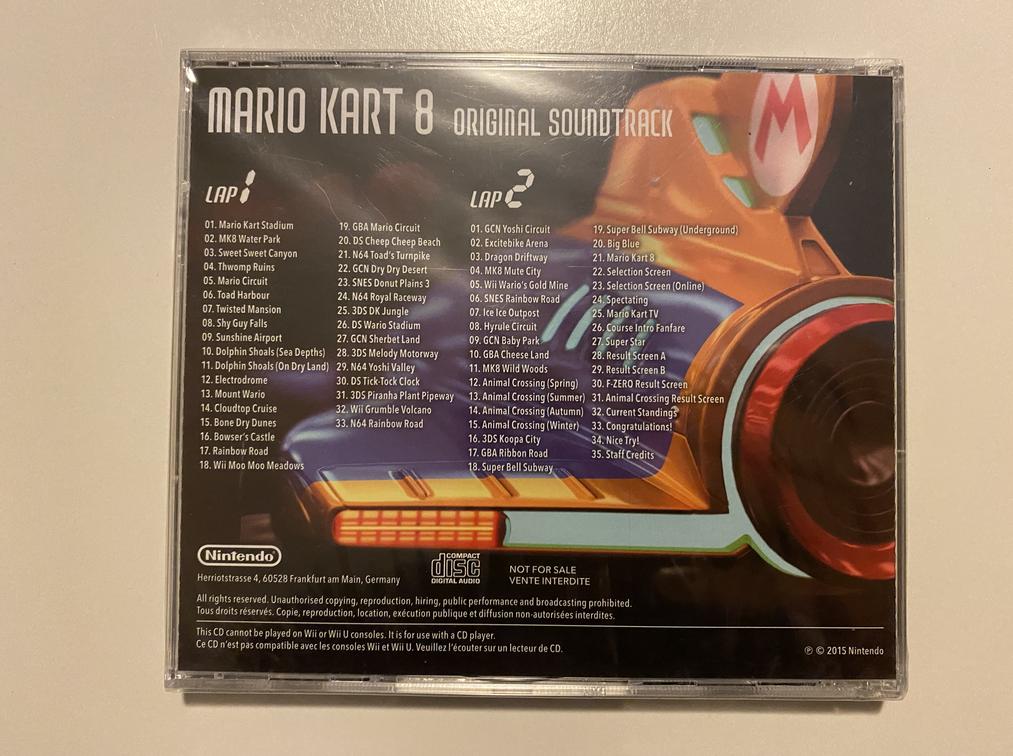 MARIO KART 8 ORIGINAL SOUNDTRACK
M
LAP 1
01. Mario Kart Stadium
02. MK8 Water Park
03. Sweet Sweet Canyon
04. Thwomp Ruins
05. Mario Circuit
06. Toad Harbour
07. Twisted Mansion
08. Shy Guy Falls
09. Sunshine Airport
10. Dolphin Shoals (Sea Depths)
11. Dolphin Shoals (On Dry Land)
12. Electrodrome
13. Mount Wario
14. Cloudtop Cruise
15. Bone Dry Dunes
16. Bowser's Castle
17. Rainbow Road
18. Wii Moo Moo Meadows
19. GBA Mario Circuit
20. DS Cheep Cheep Beach
21. N64 Toad's Turnpike
22. GCN Dry Dry Desert
23. SNES Donut Plains 3
24. N64 Royal Raceway
25. 3DS DK Jungle
26. DS Wario Stadium
27. GCN Sherbet Land
28. 3DS Melody Motorway
29. N64 Yoshi Valley
30. DS Tick-Tock Clock
31. 3DS Piranha Plant Pipeway
32. Wii Grumble Volcano
33. N64 Rainbow Road
LAP 2
01. GCN Yoshi Circuit
02. Excitebike Arena
03. Dragon Driftway
04. MK8 Mute City
05. Wii Wario's Gold Mine
06. SNES Rainbow Road
07. Ice Ice Outpost
08. Hyrule Circuit
09. GCN Baby Park
10. GBA Cheese Land
11. MK8 Wild Woods
12. Animal Crossing (Spring)
13. Animal Crossing (Summer)
14. Animal Crossing (Autumn)
15. Animal Crossing (Winter)
16. 3DS Koopa City
17. GBA Ribbon Road
18. Super Bell Subway
19. Super Bell Subway (Underground)
20. Big Blue
21. Mario Kart 8
22. Selection Screen
23. Selection Screen (Online)
24. Spectating
25. Mario Kart TV
26. Course Intro Fanfare
27. Super Star
28. Result Screen A
29. Result Screen B
30. F-ZERO Result Screen
31. Animal Crossing Result Screen
32. Current Standings
33. Congratulations!
34. Nice Try!
35. Staff Credits
Nintendo
Herriotstrasse 4, 60528 Frankfurt am Main, Germany
COMPACT
disc
DIGITAL AUDIO
NOT FOR SALE
VENTE INTERDITE
All rights reserved. Unauthorised copying, reproduction, hiring, public performance and broadcasting prohibited.
Tous droits réservés. Copie, reproduction, location, exécution publique et diffusion non-autorisées interdites.
This CD cannot be played on Wii or Wii U consoles. It is for use with a CD player.
Ce CD n'est pas compatible avec les consoles Wii et Wii U. Veuillez l'écouter sur un lecteur de CD.
℗ © 2015 Nintendo